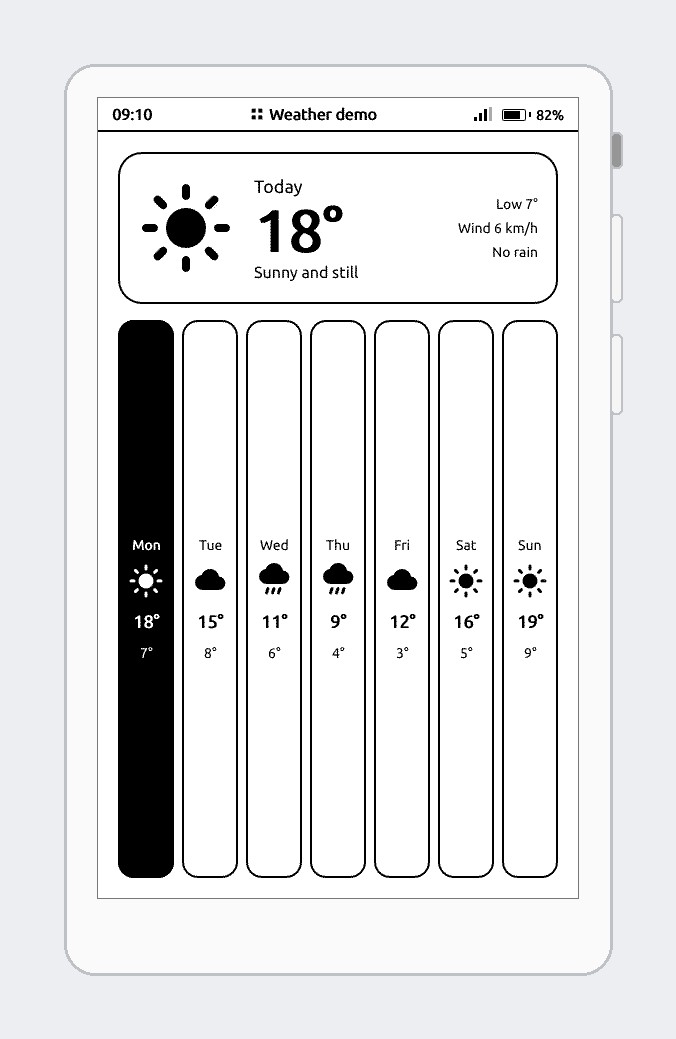 09:10 Weather demo 82%
Today
18°
Sunny and still
Low 7°
Wind 6 km/h
No rain
Mon Tue Wed Thu Fri Sat Sun
18° 15° 11° 9° 12° 16° 19°
7° 8° 6° 4° 3° 5° 9°